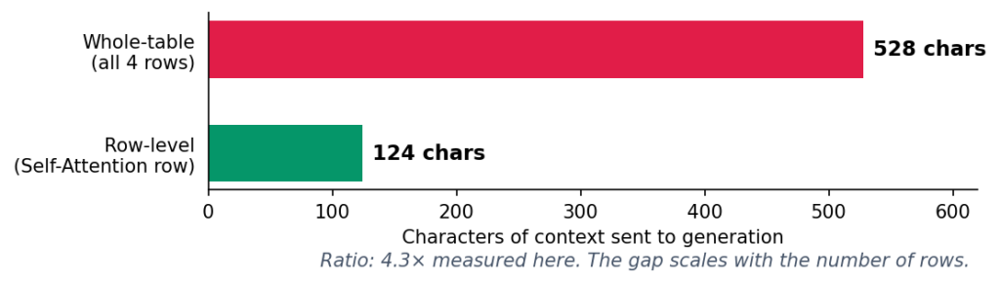 Whole-table
(all 4 rows)
528 chars
Row-level
(Self-Attention row)
124 chars
0 100 200 300 400 500 600
Characters of context sent to generation
Ratio: 4.3× measured here. The gap scales with the number of rows.